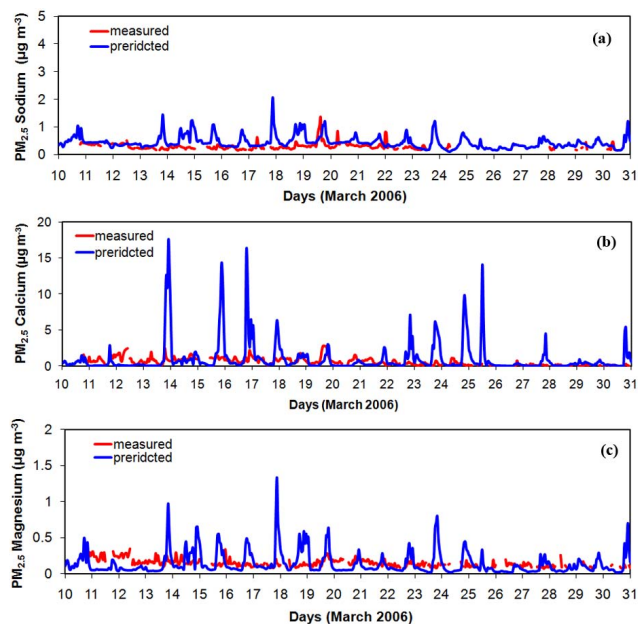 measured
preridcted
(a)
PM2.5 Sodium (µg m-3)
5
4
3
2
1
0
10 11 12 13 14 15 16 17 18 19 20 21 22 23 24 25 26 27 28 29 30 31
Days (March 2006)
measured
preridcted
(b)
PM2.5 Calcium (µg m-3)
20
15
10
5
0
10 11 12 13 14 15 16 17 18 19 20 21 22 23 24 25 26 27 28 29 30 31
Days (March 2006)
measured
preridcted
(c)
PM2.5 Magnesium (µg m-3)
2
1.5
1
0.5
0
10 11 12 13 14 15 16 17 18 19 20 21 22 23 24 25 26 27 28 29 30 31
Days (March 2006)